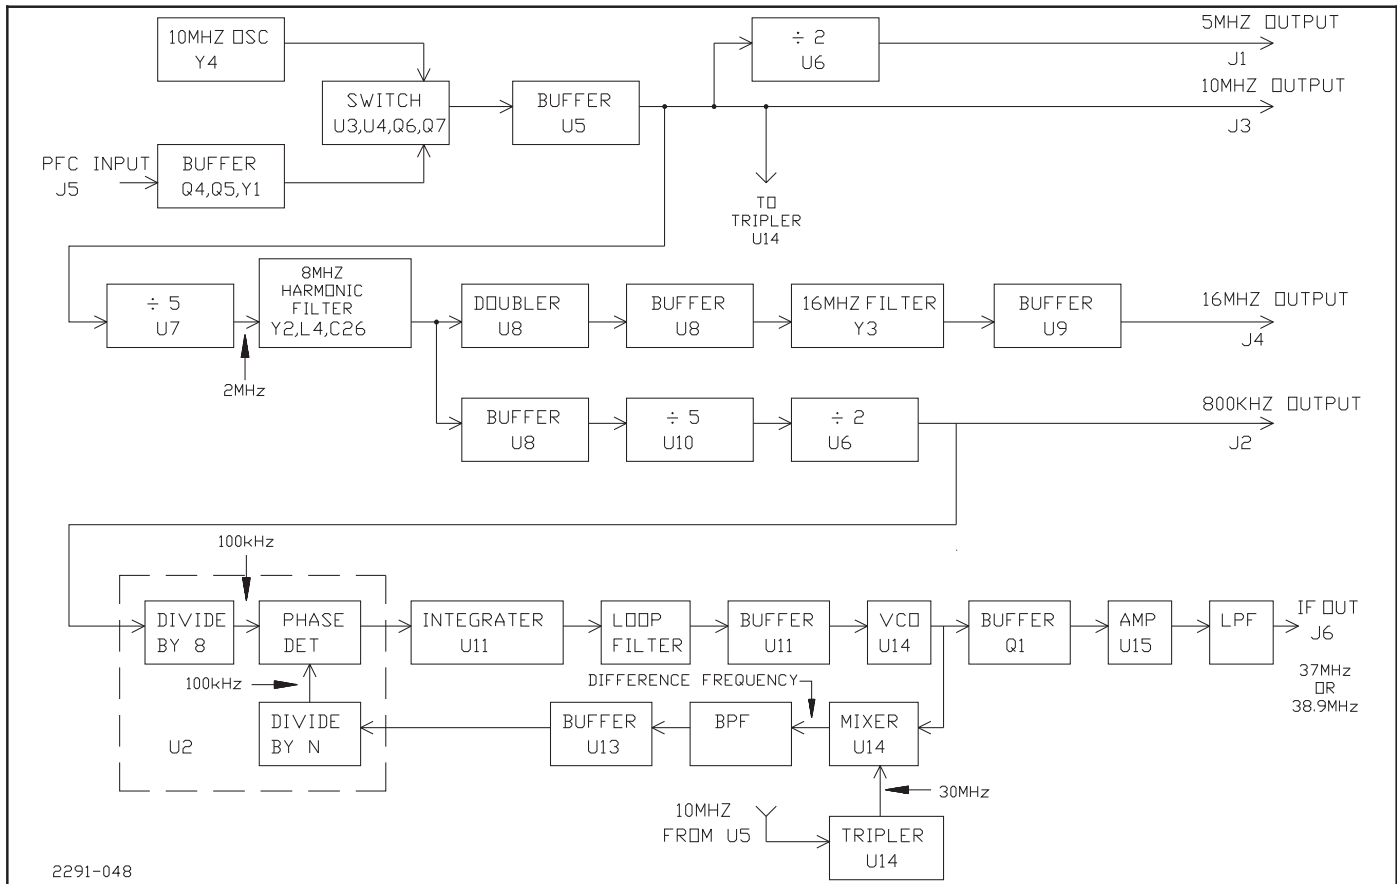 10MHZ OSC
Y4
÷ 2
U6
5MHZ OUTPUT
J1
SWITCH
U3,U4,Q6,Q7
BUFFER
U5
10MHZ OUTPUT
J3
PFC INPUT
J5
BUFFER
Q4,Q5,Y1
TO
TRIPLER
U14
÷ 5
U7
2MHz
8MHZ
HARMONIC
FILTER
Y2,L4,C26
DOUBLER
U8
BUFFER
U8
16MHZ FILTER
Y3
BUFFER
U9
16MHZ OUTPUT
J4
BUFFER
U8
÷ 5
U10
÷ 2
U6
800KHZ OUTPUT
J2
100kHz
DIVIDE
BY 8
PHASE
DET
INTEGRATER
U11
LOOP
FILTER
BUFFER
U11
VCO
U14
BUFFER
Q1
AMP
U15
LPF
IF OUT
J6
37MHz
OR
38.9MHz
100kHz
DIFFERENCE FREQUENCY
U2
DIVIDE
BY N
BUFFER
U13
BPF
MIXER
U14
30MHz
10MHZ
FROM U5
TRIPLER
U14
2291-048